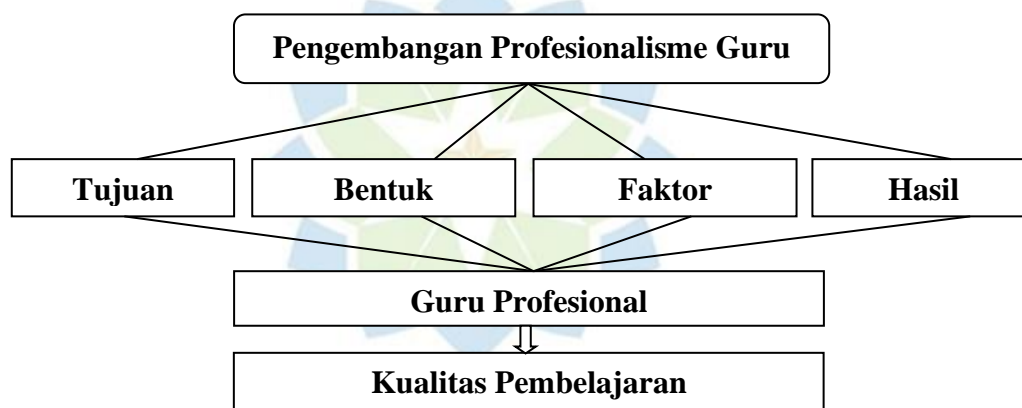 Pengembangan Profesionalisme Guru
Tujuan
Bentuk
Faktor
Hasil
Guru Profesional
Kualitas Pembelajaran